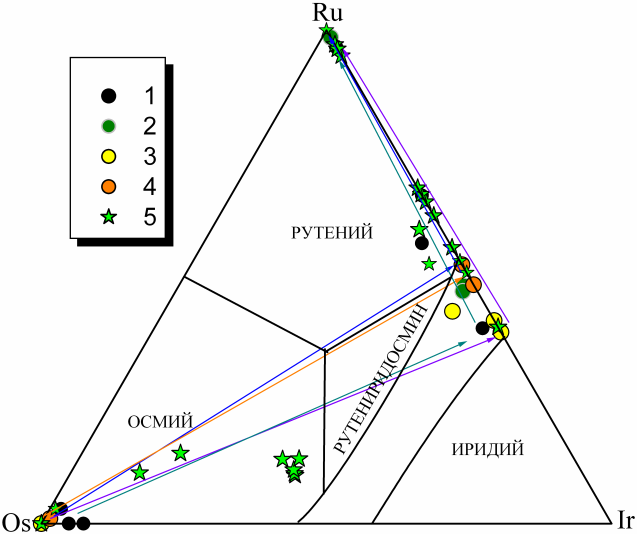 Ru
1
2
3
4
5
РУТЕНИЙ
РУТЕНИРИДОСМИН
ОСМИЙ
ИРИДИЙ
Os
Ir